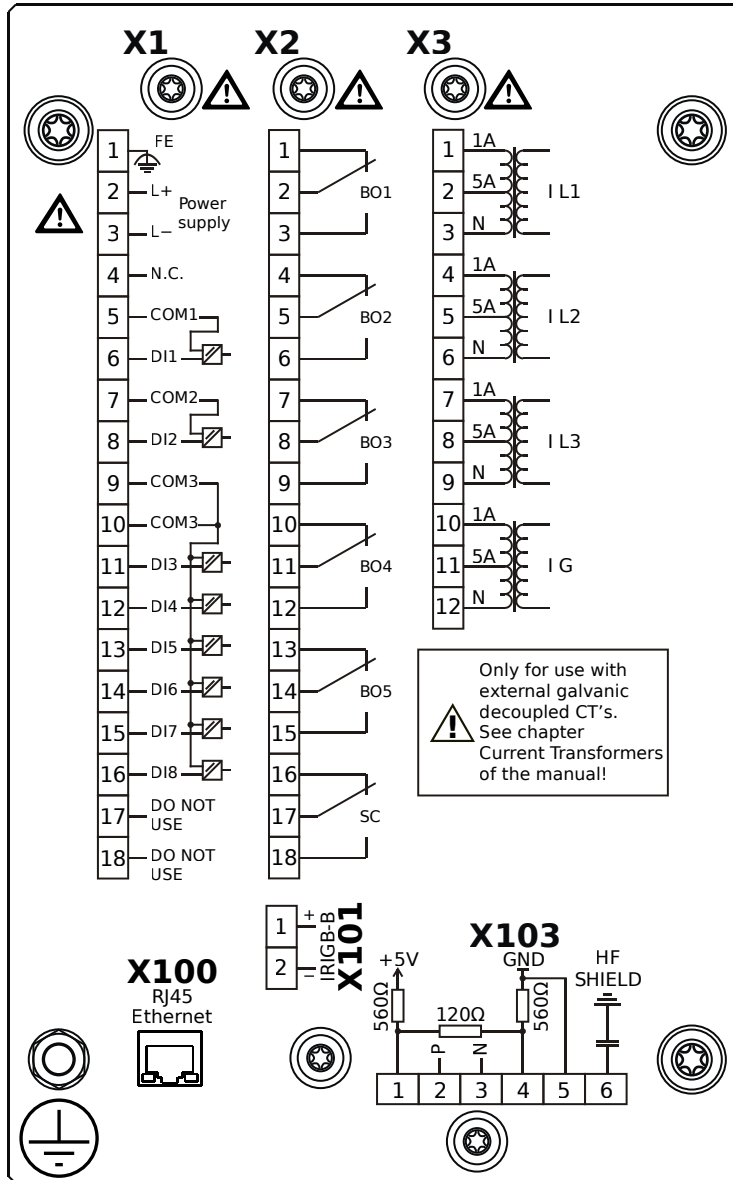 X1 X2 X3
1 FE
2 L+ Power supply
3 L−
4 N.C.
5 COM1
6 DI1
7 COM2
8 DI2
9 COM3
10 COM3
11 DI3
12 DI4
13 DI5
14 DI6
15 DI7
16 DI8
17 DO NOT USE
18 DO NOT USE
1
2 BO1
3
4
5 BO2
6
7
8 BO3
9
10
11 BO4
12
13
14 BO5
15
16
17 SC
18
1 1A
2 5A I L1
3 N
4 1A
5 5A I L2
6 N
7 1A
8 5A I L3
9 N
10 1A
11 5A I G
12 N
! Only for use with
external galvanic
decoupled CT's.
See chapter
Current Transformers
of the manual!
!
!
!
!
X100
RJ45
Ethernet
1 +
2 −
IRIGB-B
X101
X103
+5V GND HF
SHIELD
560Ω 120Ω 560Ω
P N
1 2 3 4 5 6